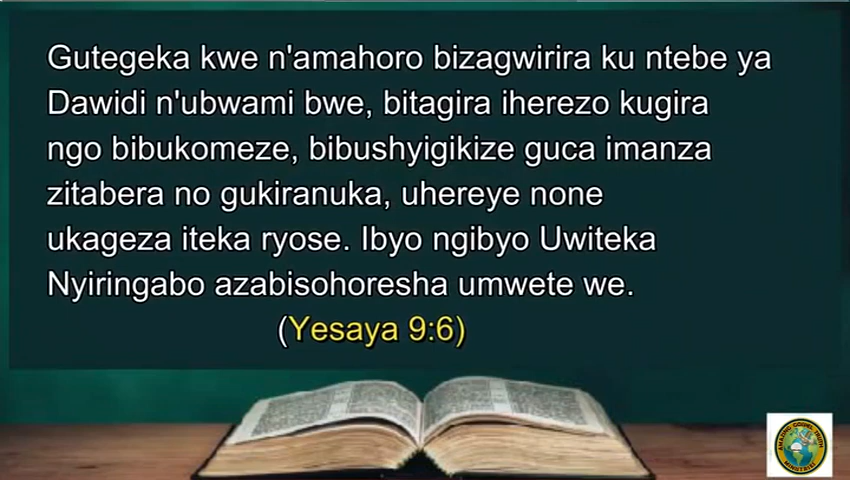 Gutegeka kwe n'amahoro bizagwirira ku ntebe ya
Dawidi n'ubwami bwe, bitagira iherezo kugira
ngo bibukomeze, bibushyigikize guca imanza
zitabera no gukiranuka, uhereye none
ukageza iteka ryose. Ibyo ngibyo Uwiteka
Nyiringabo azabisohoresha umwete we.
(Yesaya 9:6)